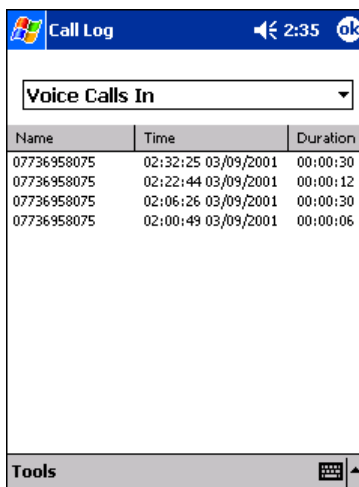 Call Log 2:35 ok
Voice Calls In
Name Time Duration
07736958075 02:32:25 03/09/2001 00:00:30
07736958075 02:22:44 03/09/2001 00:00:12
07736958075 02:06:26 03/09/2001 00:00:30
07736958075 02:00:49 03/09/2001 00:00:06
Tools